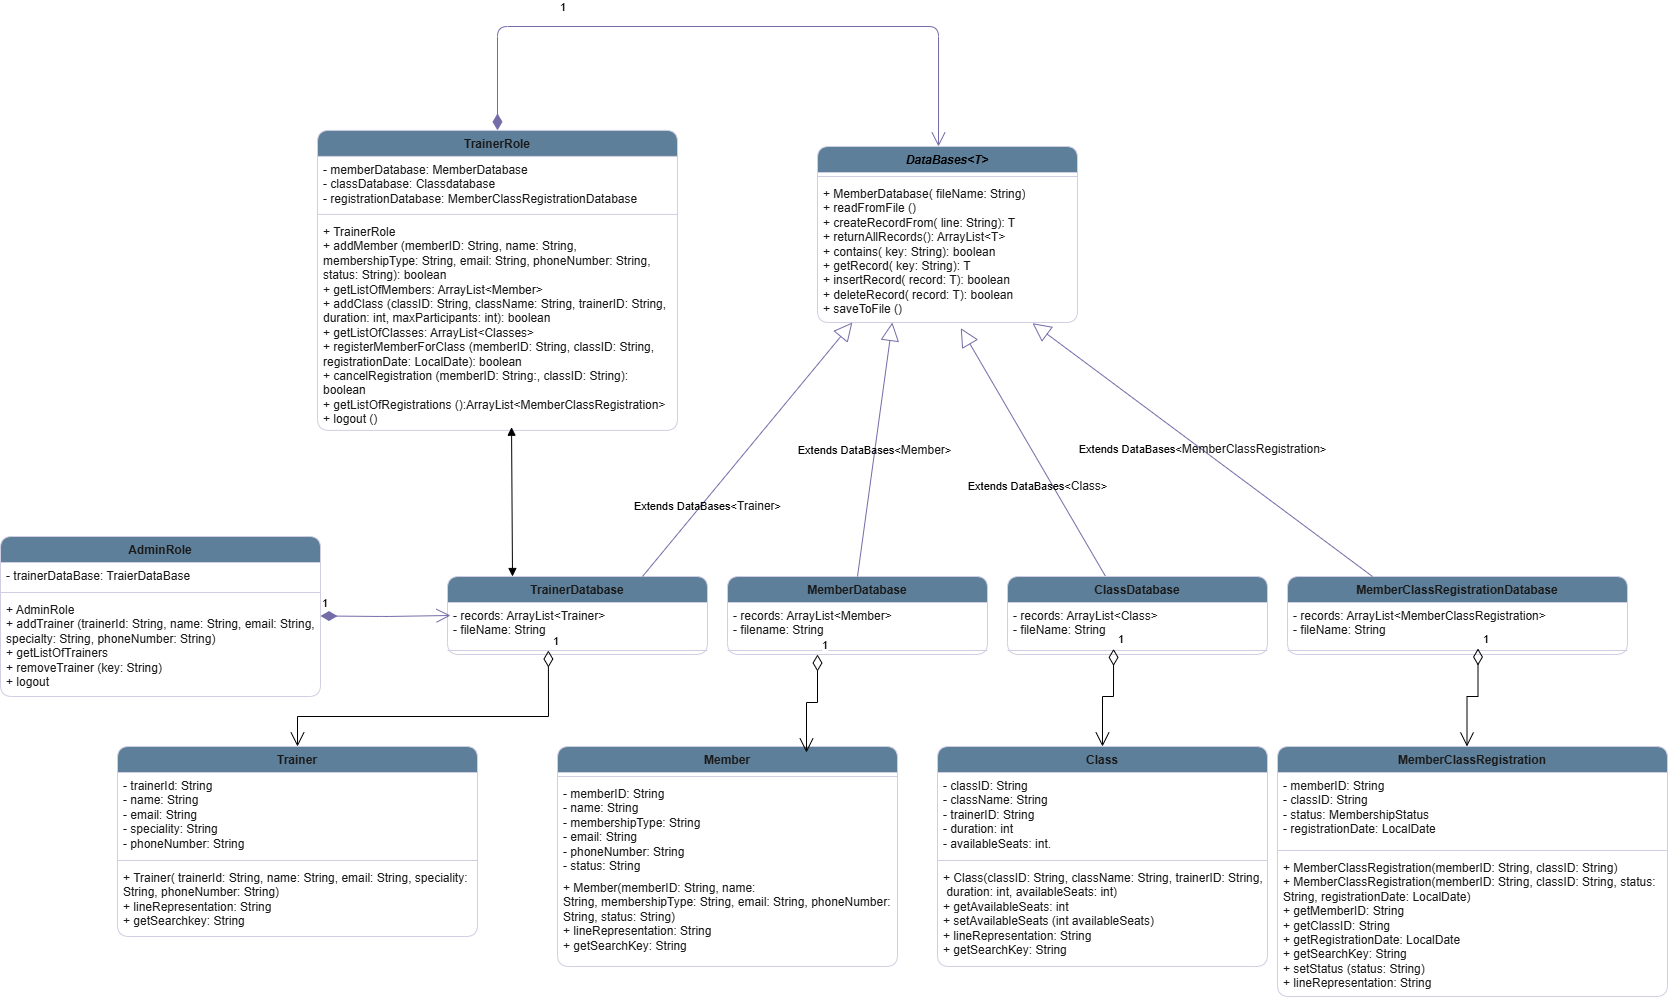 1
TrainerRole
- memberDatabase: MemberDatabase
- classDatabase: Classdatabase
- registrationDatabase: MemberClassRegistrationDatabase
+ TrainerRole
+ addMember (memberID: String, name: String,
membershipType: String, email: String, phoneNumber: String,
status: String): boolean
+ getListOfMembers: ArrayList<Member>
+ addClass (classID: String, className: String, trainerID: String,
duration: int, maxParticipants: int): boolean
+ getListOfClasses: ArrayList<Classes>
+ registerMemberForClass (memberID: String, classID: String,
registrationDate: LocalDate): boolean
+ cancelRegistration (memberID: String:, classID: String):
boolean
+ getListOfRegistrations ():ArrayList<MemberClassRegistration>
+ logout ()
DataBases<T>
+ MemberDatabase( fileName: String)
+ readFromFile ()
+ createRecordFrom( line: String): T
+ returnAllRecords(): ArrayList<T>
+ contains( key: String): boolean
+ getRecord( key: String): T
+ insertRecord( record: T): boolean
+ deleteRecord( record: T): boolean
+ saveToFile ()
Extends DataBases<Trainer>
Extends DataBases<Member>
Extends DataBases<Class>
Extends DataBases<MemberClassRegistration>
AdminRole
- trainerDataBase: TraierDataBase
+ AdminRole
+ addTrainer (trainerId: String, name: String, email: String,
specialty: String, phoneNumber: String)
+ getListOfTrainers
+ removeTrainer (key: String)
+ logout
1
TrainerDatabase
- records: ArrayList<Trainer>
- fileName: String
1
MemberDatabase
- records: ArrayList<Member>
- filename: String
1
ClassDatabase
- records: ArrayList<Class>
- fileName: String
1
MemberClassRegistrationDatabase
- records: ArrayList<MemberClassRegistration>
- fileName: String
1
Trainer
- trainerId: String
- name: String
- email: String
- speciality: String
- phoneNumber: String
+ Trainer( trainerId: String, name: String, email: String, speciality:
String, phoneNumber: String)
+ lineRepresentation: String
+ getSearchkey: String
Member
- memberID: String
- name: String
- membershipType: String
- email: String
- phoneNumber: String
- status: String
+ Member(memberID: String, name:
String, membershipType: String, email: String, phoneNumber:
String, status: String)
+ lineRepresentation: String
+ getSearchKey: String
Class
- classID: String
- className: String
- trainerID: String
- duration: int
- availableSeats: int.
+ Class(classID: String, className: String, trainerID: String,
duration: int, availableSeats: int)
+ getAvailableSeats: int
+ setAvailableSeats (int availableSeats)
+ lineRepresentation: String
+ getSearchKey: String
MemberClassRegistration
- memberID: String
- classID: String
- status: MembershipStatus
- registrationDate: LocalDate
+ MemberClassRegistration(memberID: String, classID: String)
+ MemberClassRegistration(memberID: String, classID: String, status:
String, registrationDate: LocalDate)
+ getMemberID: String
+ getClassID: String
+ getRegistrationDate: LocalDate
+ getSearchKey: String
+ setStatus (status: String)
+ lineRepresentation: String